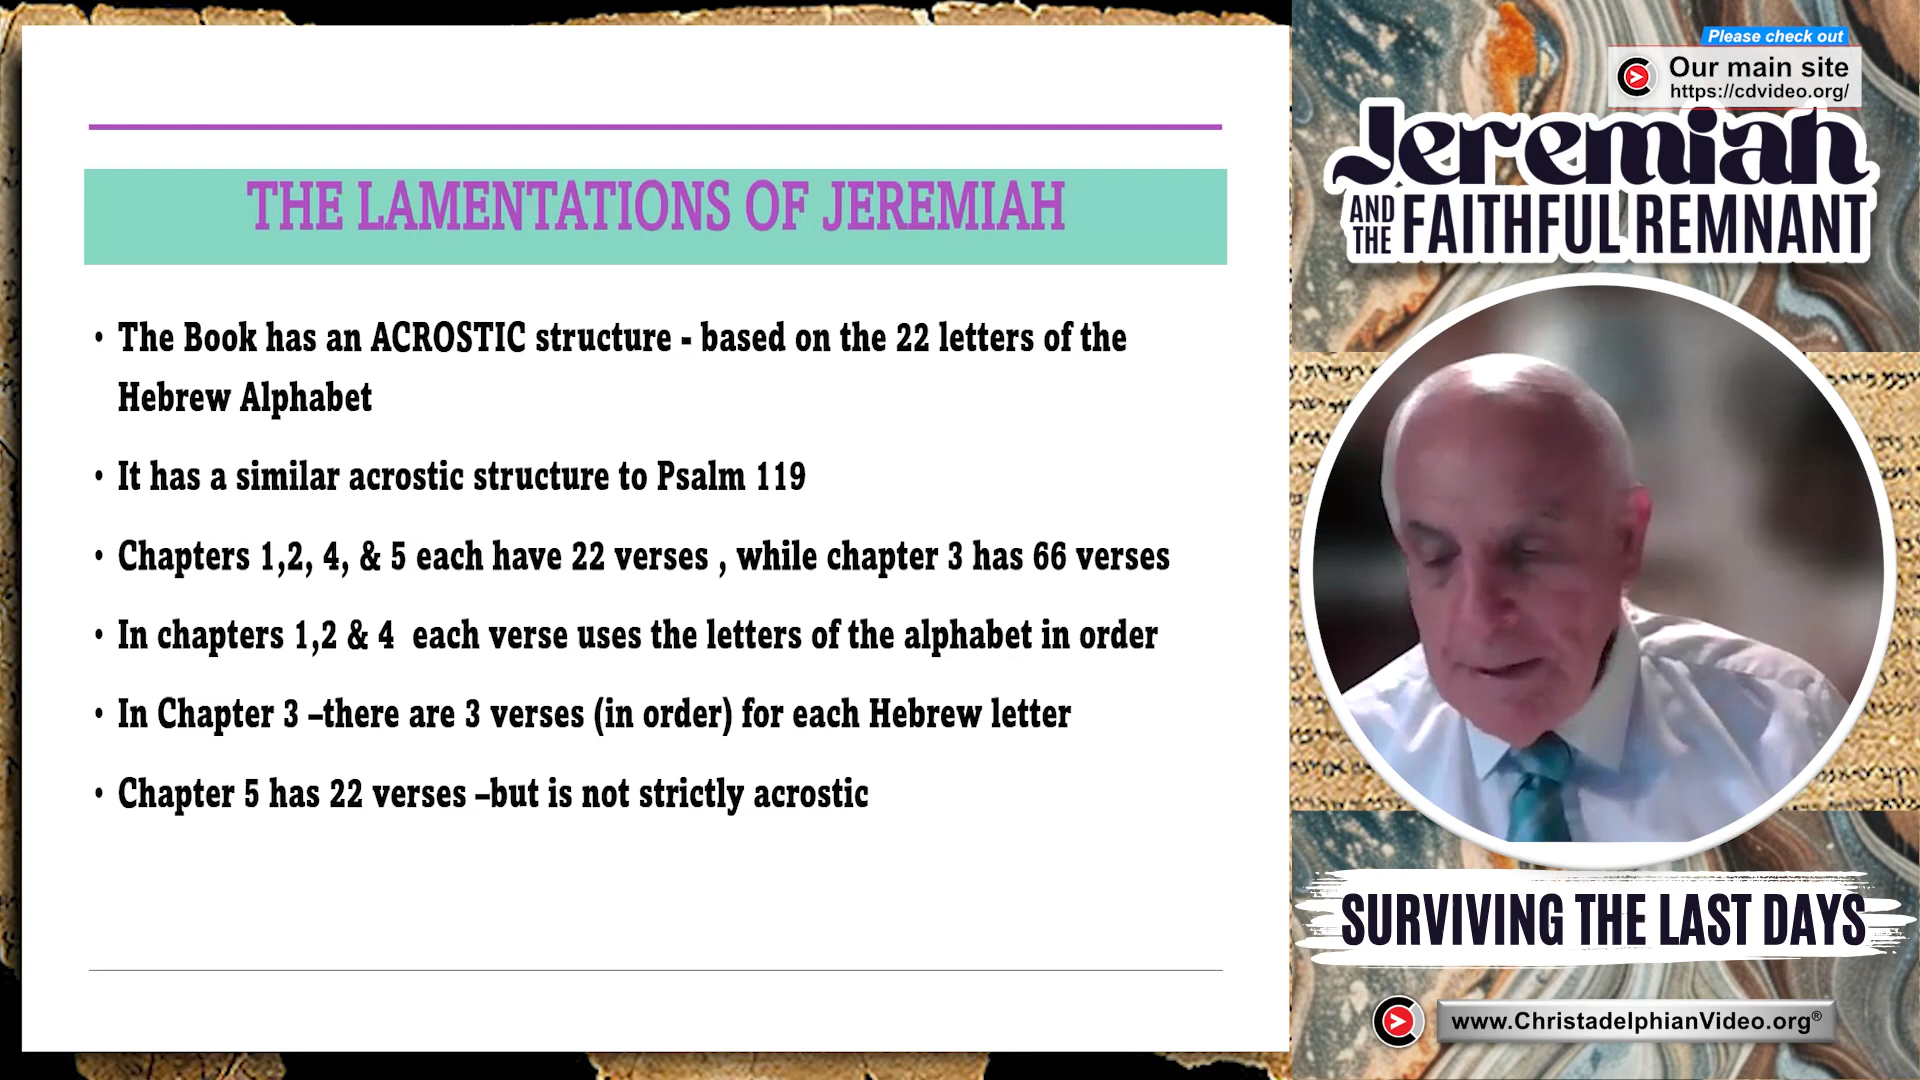 THE LAMENTATIONS OF JEREMIAH
• The Book has an ACROSTIC structure - based on the 22 letters of the
Hebrew Alphabet
• It has a similar acrostic structure to Psalm 119
• Chapters 1,2, 4, & 5 each have 22 verses , while chapter 3 has 66 verses
• In chapters 1,2 & 4 each verse uses the letters of the alphabet in order
• In Chapter 3 –there are 3 verses (in order) for each Hebrew letter
• Chapter 5 has 22 verses –but is not strictly acrostic
Please check out
Our main site
https://cdvideo.org/
Jeremiah
AND THE FAITHFUL REMNANT
SURVIVING THE LAST DAYS
www.ChristadelphianVideo.org®